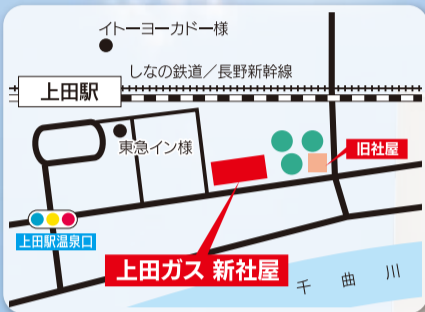 イトーヨーカドー様
しなの鉄道/長野新幹線
上田駅
東急イン様
旧社屋
上田駅温泉口
上田ガス 新社屋
千曲川